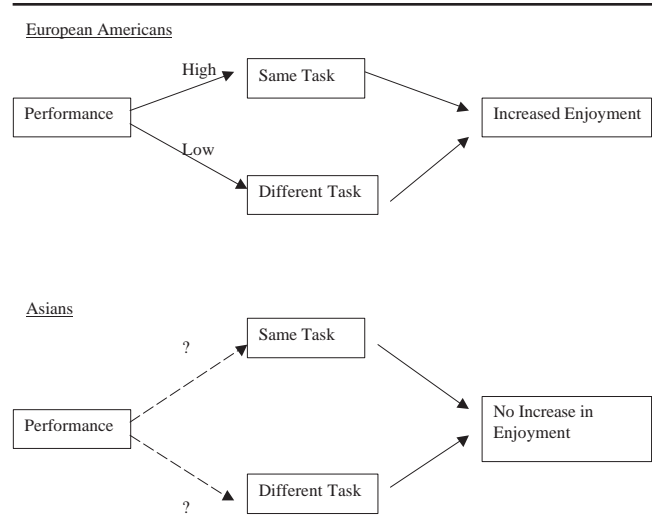 European Americans
High
Same Task
Performance
Increased Enjoyment
Low
Different Task
Asians
?
Same Task
Performance
No Increase in
Enjoyment
Different Task
?